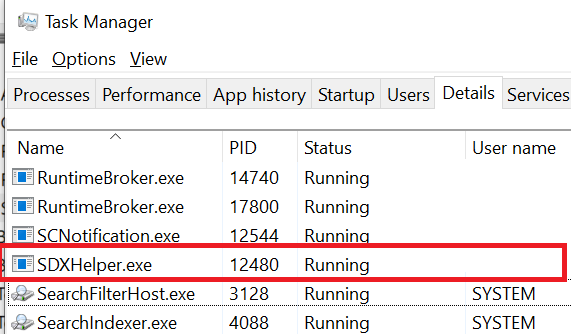 Task Manager
File Options View
Processes Performance App history Startup Users Details Services
Name PID Status User name
RuntimeBroker.exe 14740 Running
RuntimeBroker.exe 17800 Running
SCNotification.exe 12544 Running
SDXHelper.exe 12480 Running
SearchFilterHost.exe 3128 Running SYSTEM
SearchIndexer.exe 4088 Running SYSTEM